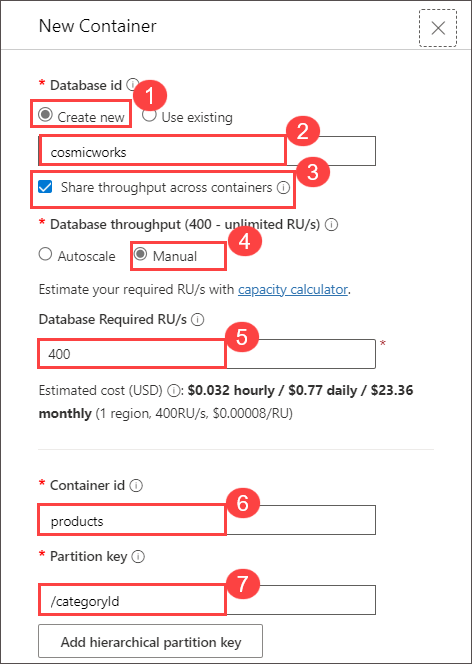 New Container
* Database id
1
Create new Use existing
2
cosmicworks
3
Share throughput across containers
* Database throughput (400 - unlimited RU/s)
4
Autoscale Manual
Estimate your required RU/s with capacity calculator.
Database Required RU/s
5
400 *
Estimated cost (USD) : $0.032 hourly / $0.77 daily / $23.36
monthly (1 region, 400RU/s, $0.00008/RU)
* Container id
6
products
* Partition key
7
/categoryId
Add hierarchical partition key